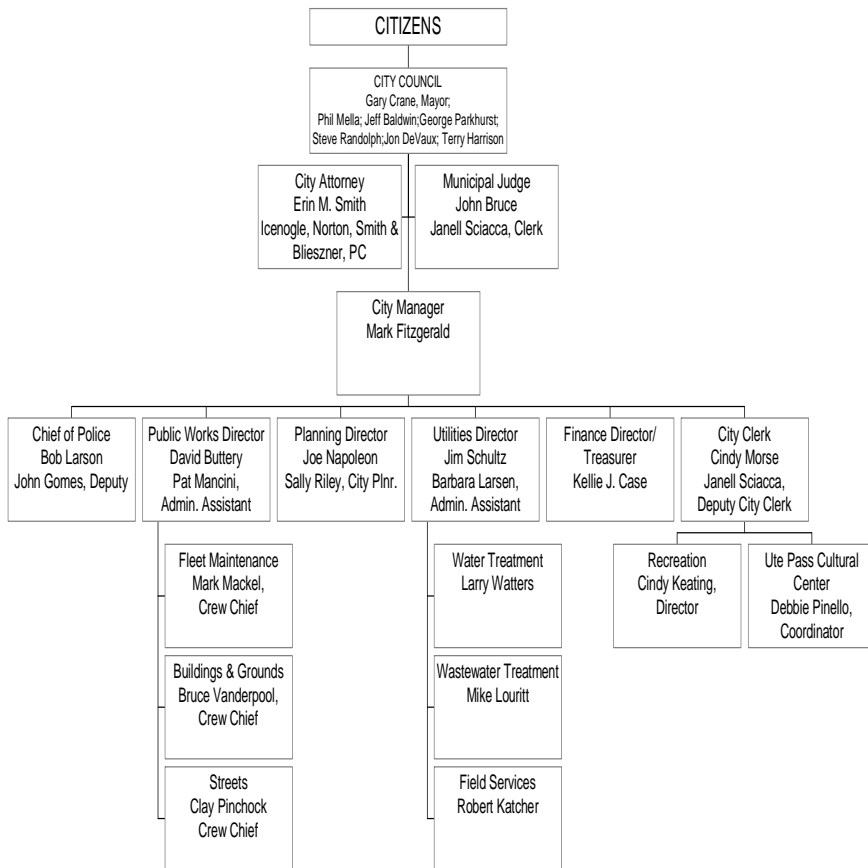 CITIZENS
CITY COUNCIL
Gary Crane, Mayor;
Phil Mella; Jeff Baldwin;George Parkhurst;
Steve Randolph;Jon DeVaux; Terry Harrison
City Attorney
Erin M. Smith
Icenogle, Norton, Smith &
Blieszner, PC
Municipal Judge
John Bruce
Janell Sciacca, Clerk
City Manager
Mark Fitzgerald
Chief of Police
Bob Larson
John Gomes, Deputy
Public Works Director
David Buttery
Pat Mancini,
Admin. Assistant
Planning Director
Joe Napoleon
Sally Riley, City Plnr.
Utilities Director
Jim Schultz
Barbara Larsen,
Admin. Assistant
Finance Director/
Treasurer
Kellie J. Case
City Clerk
Cindy Morse
Janell Sciacca,
Deputy City Clerk
Fleet Maintenance
Mark Mackel,
Crew Chief
Buildings & Grounds
Bruce Vanderpool,
Crew Chief
Streets
Clay Pinchock
Crew Chief
Water Treatment
Larry Watters
Wastewater Treatment
Mike Louritt
Field Services
Robert Katcher
Recreation
Cindy Keating,
Director
Ute Pass Cultural
Center
Debbie Pinello,
Coordinator